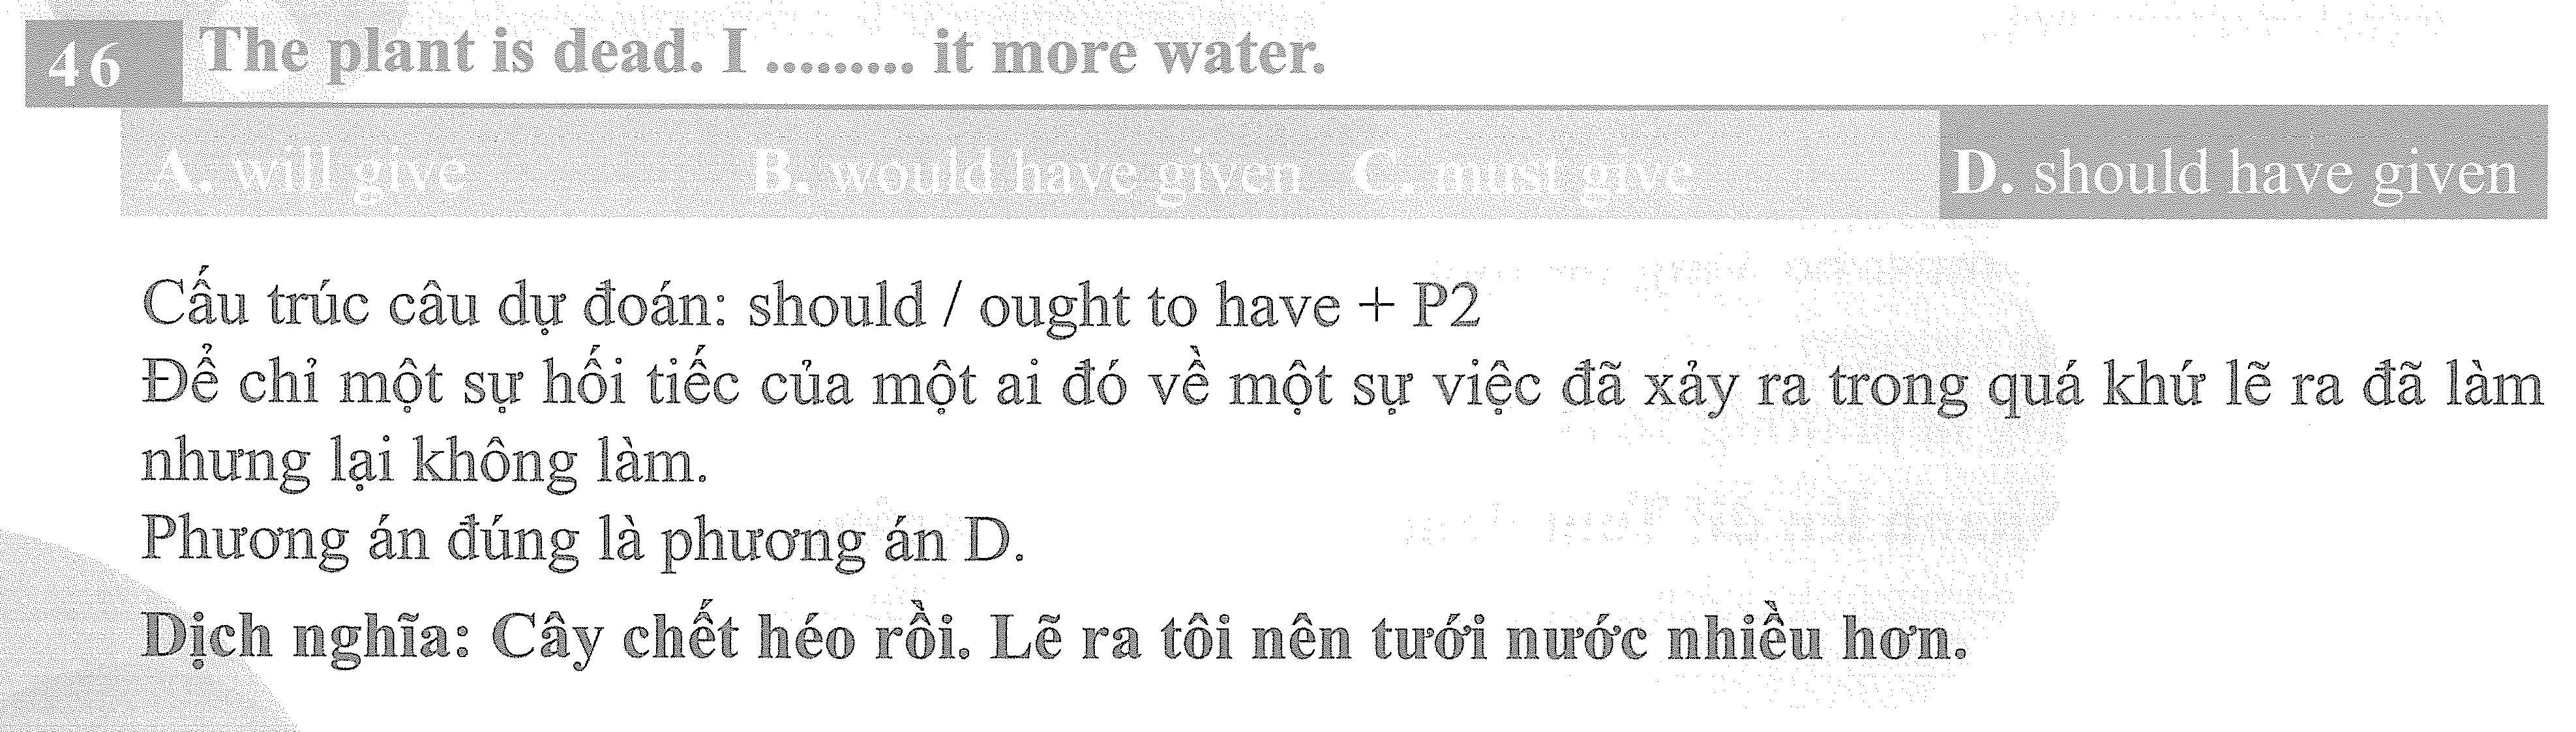 46 The plant is dead. I ......... it more water.
A. will give B. would have given C. must give D. should have given
Cấu trúc câu dự đoán: should / ought to have + P2
Để chỉ một sự hối tiếc của một ai đó về một sự việc đã xảy ra trong quá khứ lẽ ra đã làm
nhưng lại không làm.
Phương án đúng là phương án D.
Dịch nghĩa: Cây chết héo rồi. Lẽ ra tôi nên tưới nước nhiều hơn.